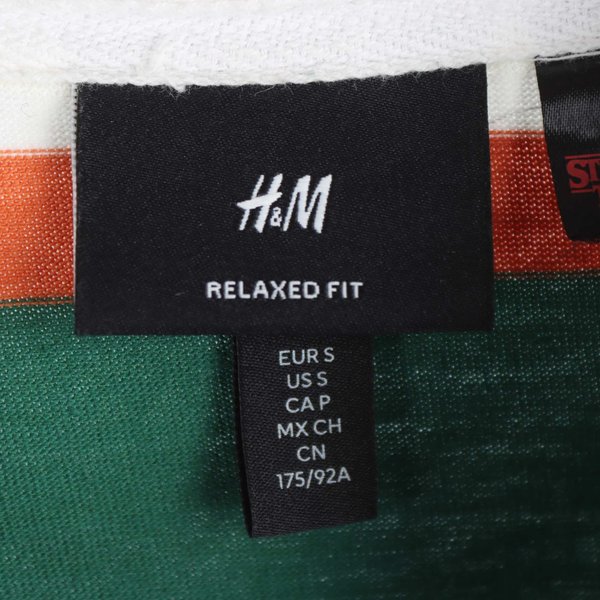 H&M
RELAXED FIT
EUR S
US S
CA P
MX CH
CN
175/92A